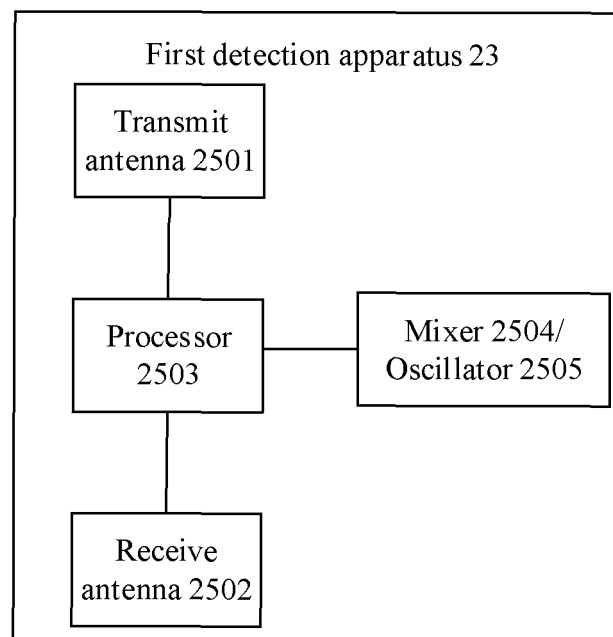 First detection apparatus 23
Transmit
antenna 2501
Processor
2503
Mixer 2504/
Oscillator 2505
Receive
antenna 2502